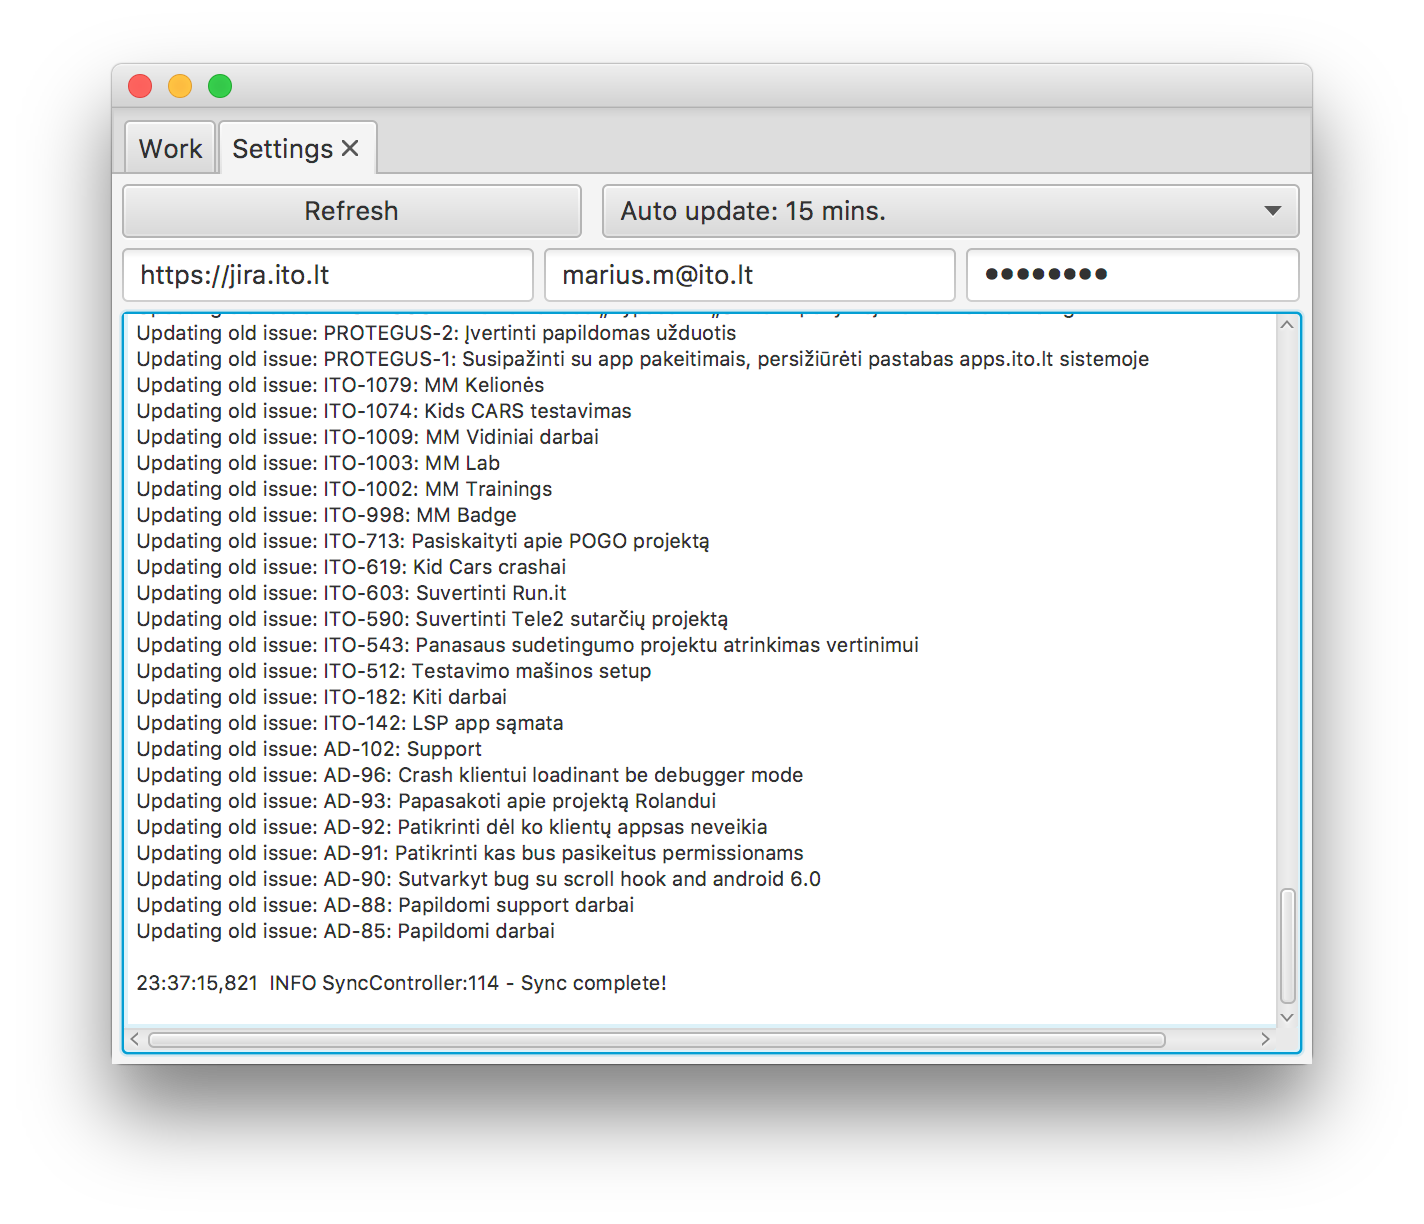 Work
Settings
Refresh
Auto update: 15 mins.
https://jira.ito.lt
marius.m@ito.lt
Updating old issue: PROTEGUS-2: Įvertinti papildomas užduotis
Updating old issue: PROTEGUS-1: Susipažinti su app pakeitimais, persižiūrėti pastabas apps.ito.lt sistemoje
Updating old issue: ITO-1079: MM Kelionės
Updating old issue: ITO-1074: Kids CARS testavimas
Updating old issue: ITO-1009: MM Vidiniai darbai
Updating old issue: ITO-1003: MM Lab
Updating old issue: ITO-1002: MM Trainings
Updating old issue: ITO-998: MM Badge
Updating old issue: ITO-713: Pasiskaityti apie POGO projektą
Updating old issue: ITO-619: Kid Cars crashai
Updating old issue: ITO-603: Suvertinti Run.it
Updating old issue: ITO-590: Suvertinti Tele2 sutarčių projektą
Updating old issue: ITO-543: Panasaus sudetingumo projektu atrinkimas vertinimui
Updating old issue: ITO-512: Testavimo mašinos setup
Updating old issue: ITO-182: Kiti darbai
Updating old issue: ITO-142: LSP app sąmata
Updating old issue: AD-102: Support
Updating old issue: AD-96: Crash klientui loadinant be debugger mode
Updating old issue: AD-93: Papasakoti apie projektą Rolandui
Updating old issue: AD-92: Patikrinti dėl ko klientų appsas neveikia
Updating old issue: AD-91: Patikrinti kas bus pasikeitus permissionams
Updating old issue: AD-90: Sutvarkyt bug su scroll hook and android 6.0
Updating old issue: AD-88: Papildomi support darbai
Updating old issue: AD-85: Papildomi darbai
23:37:15,821  INFO SyncController:114 - Sync complete!